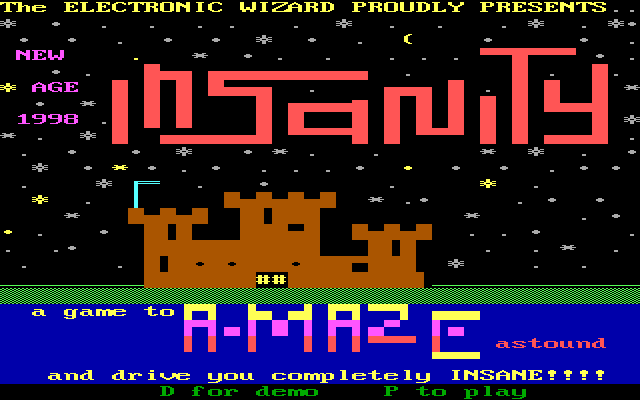 The ELECTRONIC WIZARD PROUDLY PRESENTS..
NEW
AGE
1998
InSanITy
a game to A-MAZE astound
and drive you completely INSANE!!!!
D for demo P to play